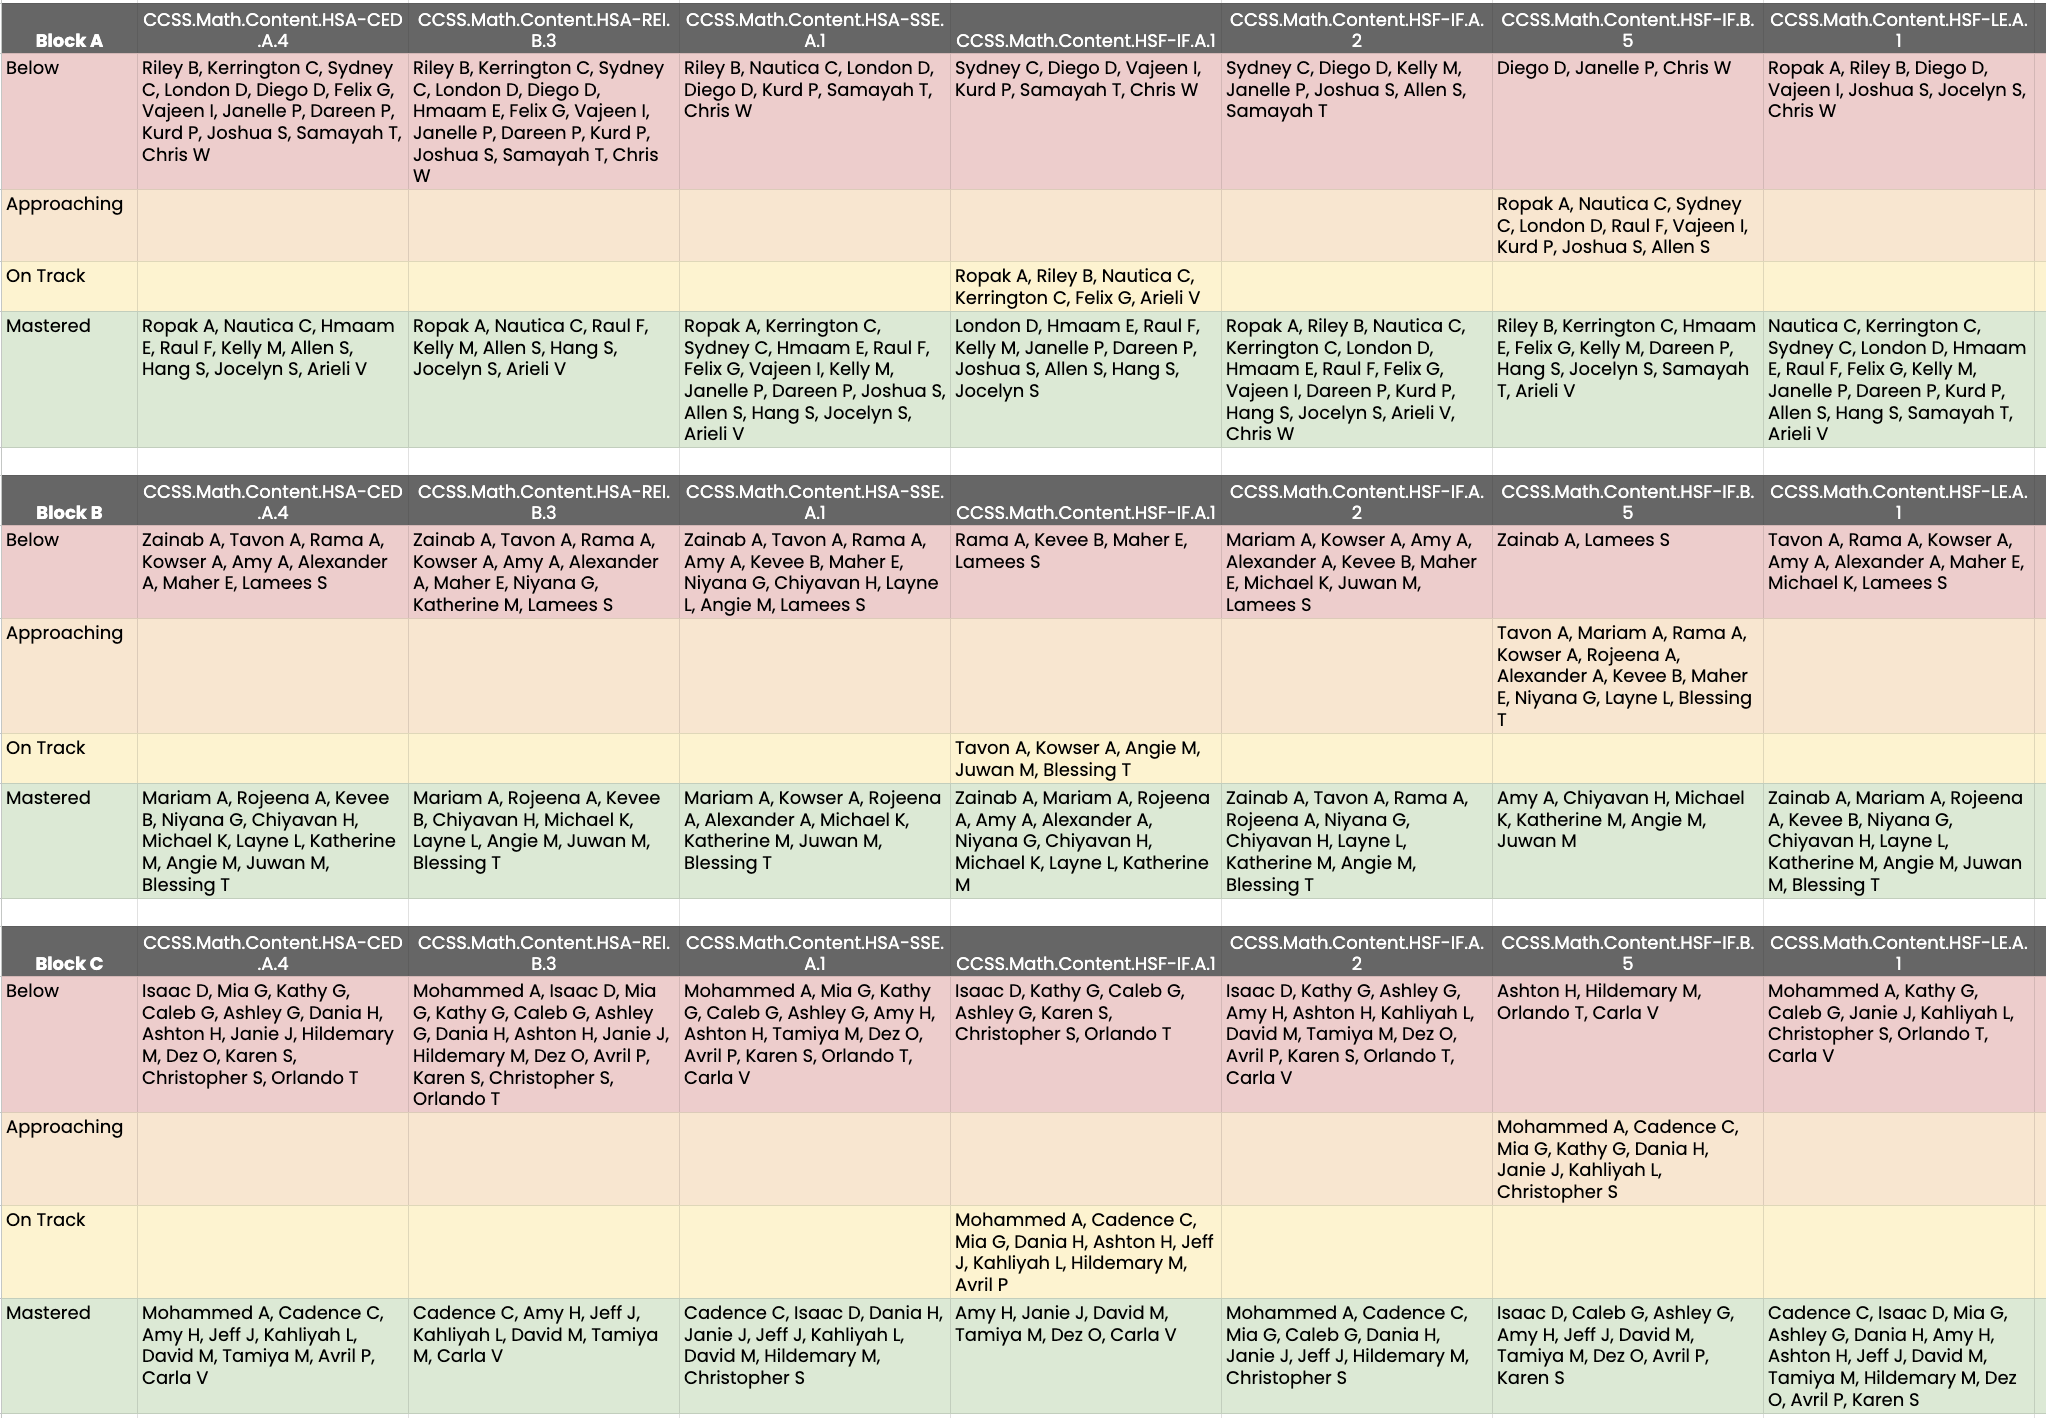 Block A
CCSS.Math.Content.HSA-CED
.A.4
CCSS.Math.Content.HSA-REI.
B.3
CCSS.Math.Content.HSA-SSE.
A.1
CCSS.Math.Content.HSF-IF.A.1
CCSS.Math.Content.HSF-IF.A.
2
CCSS.Math.Content.HSF-IF.B.
5
CCSS.Math.Content.HSF-LE.A.
1
Below
Riley B, Kerrington C, Sydney
C, London D, Diego D, Felix G,
Vajeen I, Janelle P, Dareen P,
Kurd P, Joshua S, Samayah T,
Chris W
Riley B, Kerrington C, Sydney
C, London D, Diego D,
Hmaam E, Felix G, Vajeen I,
Janelle P, Dareen P, Kurd P,
Joshua S, Samayah T, Chris
W
Riley B, Nautica C, London D,
Diego D, Kurd P, Samayah T,
Chris W
Sydney C, Diego D, Vajeen I,
Kurd P, Samayah T, Chris W
Sydney C, Diego D, Kelly M,
Janelle P, Joshua S, Allen S,
Samayah T
Diego D, Janelle P, Chris W
Ropak A, Riley B, Diego D,
Vajeen I, Joshua S, Jocelyn S,
Chris W
Approaching
Ropak A, Nautica C, Sydney
C, London D, Raul F, Vajeen I,
Kurd P, Joshua S, Allen S
On Track
Ropak A, Riley B, Nautica C,
Kerrington C, Felix G, Arieli V
Mastered
Ropak A, Nautica C, Hmaam
E, Raul F, Kelly M, Allen S,
Hang S, Jocelyn S, Arieli V
Ropak A, Nautica C, Raul F,
Kelly M, Allen S, Hang S,
Jocelyn S, Arieli V
Ropak A, Kerrington C,
Sydney C, Hmaam E, Raul F,
Felix G, Vajeen I, Kelly M,
Janelle P, Dareen P, Joshua S,
Allen S, Hang S, Jocelyn S,
Arieli V
London D, Hmaam E, Raul F,
Kelly M, Janelle P, Dareen P,
Joshua S, Allen S, Hang S,
Jocelyn S
Ropak A, Riley B, Nautica C,
Kerrington C, London D,
Hmaam E, Raul F, Felix G,
Vajeen I, Dareen P, Kurd P,
Hang S, Jocelyn S, Arieli V,
Chris W
Riley B, Kerrington C, Hmaam
E, Felix G, Kelly M, Dareen P,
Hang S, Jocelyn S, Samayah
T, Arieli V
Nautica C, Kerrington C,
Sydney C, London D, Hmaam
E, Raul F, Felix G, Kelly M,
Janelle P, Dareen P, Kurd P,
Allen S, Hang S, Samayah T,
Arieli V
Block B
CCSS.Math.Content.HSA-CED
.A.4
CCSS.Math.Content.HSA-REI.
B.3
CCSS.Math.Content.HSA-SSE.
A.1
CCSS.Math.Content.HSF-IF.A.1
CCSS.Math.Content.HSF-IF.A.
2
CCSS.Math.Content.HSF-IF.B.
5
CCSS.Math.Content.HSF-LE.A.
1
Below
Zainab A, Tavon A, Rama A,
Kowser A, Amy A, Alexander
A, Maher E, Lamees S
Zainab A, Tavon A, Rama A,
Kowser A, Amy A, Alexander
A, Maher E, Niyana G,
Katherine M, Lamees S
Zainab A, Tavon A, Rama A,
Amy A, Kevee B, Maher E,
Niyana G, Chiyavan H, Layne
L, Angie M, Lamees S
Rama A, Kevee B, Maher E,
Lamees S
Mariam A, Kowser A, Amy A,
Alexander A, Kevee B, Maher
E, Michael K, Juwan M,
Lamees S
Zainab A, Lamees S
Tavon A, Rama A, Kowser A,
Amy A, Alexander A, Maher E,
Michael K, Lamees S
Approaching
Tavon A, Mariam A, Rama A,
Kowser A, Rojeena A,
Alexander A, Kevee B, Maher
E, Niyana G, Layne L, Blessing
T
On Track
Tavon A, Kowser A, Angie M,
Juwan M, Blessing T
Mastered
Mariam A, Rojeena A, Kevee
B, Niyana G, Chiyavan H,
Michael K, Layne L, Katherine
M, Angie M, Juwan M,
Blessing T
Mariam A, Rojeena A, Kevee
B, Chiyavan H, Michael K,
Layne L, Angie M, Juwan M,
Blessing T
Mariam A, Kowser A, Rojeena
A, Alexander A, Michael K,
Katherine M, Juwan M,
Blessing T
Zainab A, Mariam A, Rojeena
A, Amy A, Alexander A,
Niyana G, Chiyavan H,
Michael K, Layne L, Katherine
M
Zainab A, Tavon A, Rama A,
Rojeena A, Niyana G,
Chiyavan H, Layne L,
Katherine M, Angie M,
Blessing T
Amy A, Chiyavan H, Michael
K, Katherine M, Angie M,
Juwan M
Zainab A, Mariam A, Rojeena
A, Kevee B, Niyana G,
Chiyavan H, Layne L,
Katherine M, Angie M, Juwan
M, Blessing T
Block C
CCSS.Math.Content.HSA-CED
.A.4
CCSS.Math.Content.HSA-REI.
B.3
CCSS.Math.Content.HSA-SSE.
A.1
CCSS.Math.Content.HSF-IF.A.1
CCSS.Math.Content.HSF-IF.A.
2
CCSS.Math.Content.HSF-IF.B.
5
CCSS.Math.Content.HSF-LE.A.
1
Below
Isaac D, Mia G, Kathy G,
Caleb G, Ashley G, Dania H,
Ashton H, Janie J, Hildemary
M, Dez O, Karen S,
Christopher S, Orlando T
Mohammed A, Isaac D, Mia
G, Kathy G, Caleb G, Ashley
G, Dania H, Ashton H, Janie J,
Hildemary M, Dez O, Avril P,
Karen S, Christopher S,
Orlando T
Mohammed A, Mia G, Kathy
G, Caleb G, Ashley G, Amy H,
Ashton H, Tamiya M, Dez O,
Avril P, Karen S, Orlando T,
Carla V
Isaac D, Kathy G, Caleb G,
Ashley G, Karen S,
Christopher S, Orlando T
Isaac D, Kathy G, Ashley G,
Amy H, Ashton H, Kahliyah L,
David M, Tamiya M, Dez O,
Avril P, Karen S, Orlando T,
Carla V
Ashton H, Hildemary M,
Orlando T, Carla V
Mohammed A, Kathy G,
Caleb G, Janie J, Kahliyah L,
Christopher S, Orlando T,
Carla V
Approaching
Mohammed A, Cadence C,
Mia G, Kathy G, Dania H,
Janie J, Kahliyah L,
Christopher S
On Track
Mohammed A, Cadence C,
Mia G, Dania H, Ashton H, Jeff
J, Kahliyah L, Hildemary M,
Avril P
Mastered
Mohammed A, Cadence C,
Amy H, Jeff J, Kahliyah L,
David M, Tamiya M, Avril P,
Carla V
Cadence C, Amy H, Jeff J,
Kahliyah L, David M, Tamiya
M, Carla V
Cadence C, Isaac D, Dania H,
Janie J, Jeff J, Kahliyah L,
David M, Hildemary M,
Christopher S
Amy H, Janie J, David M,
Tamiya M, Dez O, Carla V
Mohammed A, Cadence C,
Mia G, Caleb G, Dania H,
Janie J, Jeff J, Hildemary M,
Christopher S
Isaac D, Caleb G, Ashley G,
Amy H, Jeff J, David M,
Tamiya M, Dez O, Avril P,
Karen S
Cadence C, Isaac D, Mia G,
Ashley G, Dania H, Amy H,
Ashton H, Jeff J, David M,
Tamiya M, Hildemary M, Dez
O, Avril P, Karen S